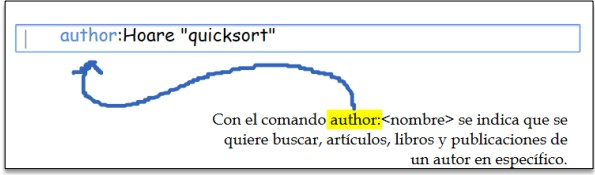 author:Hoare "quicksort"
Con el comando author:<nombre> se indica que se
quiere buscar, artículos, libros y publicaciones de
un autor en específico.